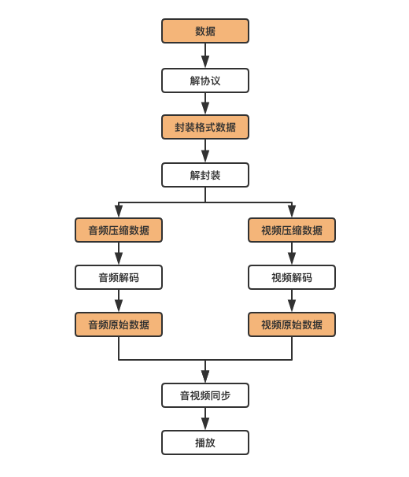 数据
解协议
封装格式数据
解封装
音频压缩数据
视频压缩数据
音频解码
视频解码
音频原始数据
视频原始数据
音视频同步
播放